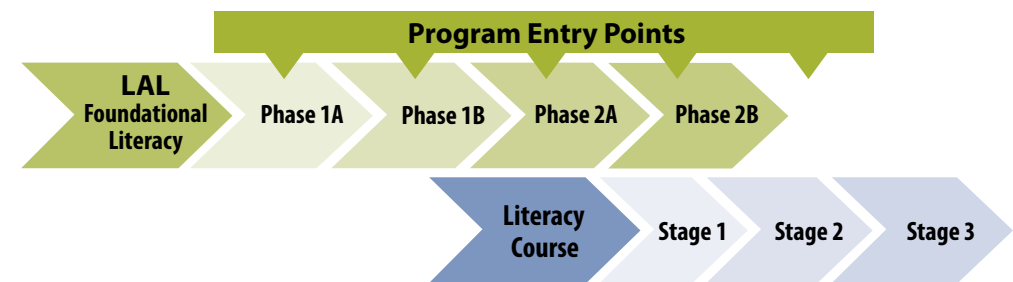 Program Entry Points
LAL
Foundational
Literacy
Phase 1A
Phase 1B
Phase 2A
Phase 2B
Literacy
Course
Stage 1
Stage 2
Stage 3